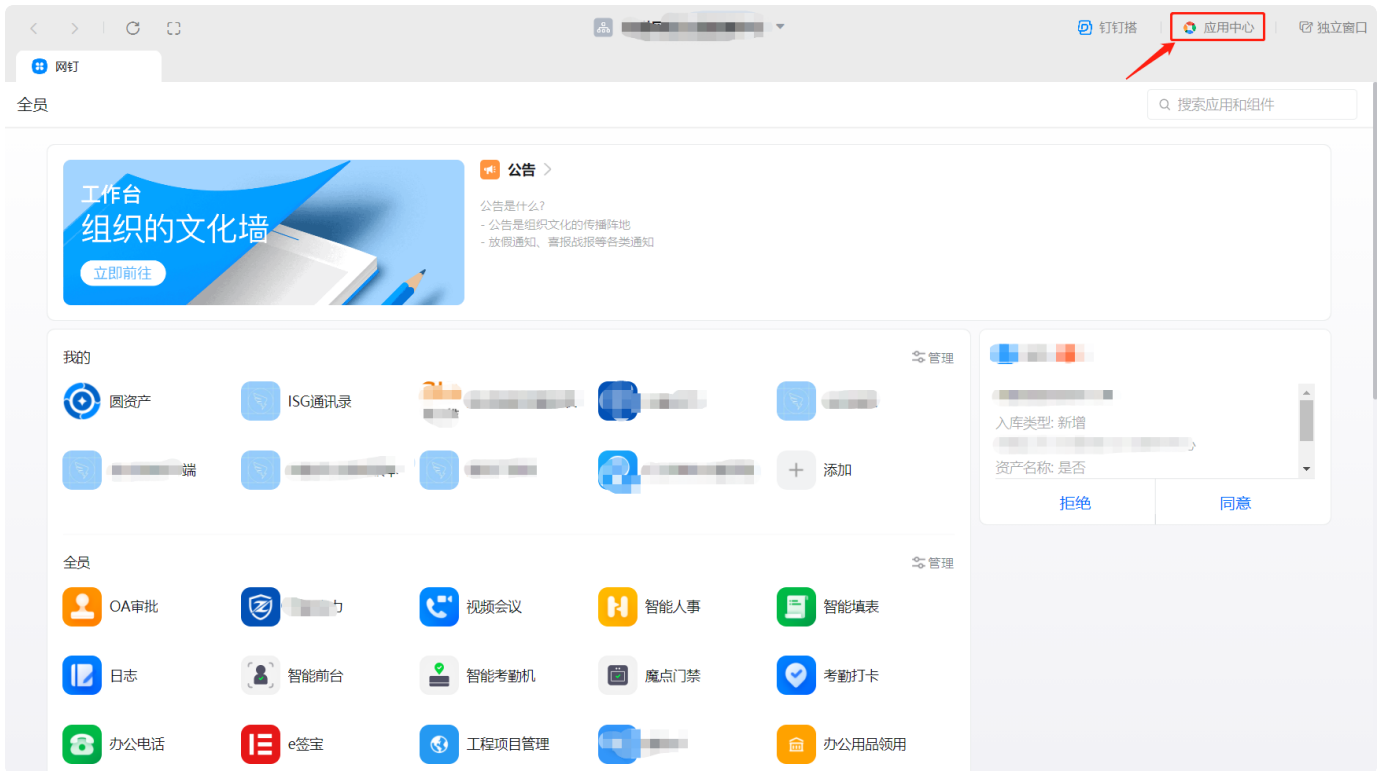 钉钉搭
应用中心
独立窗口
网钉
全员
搜索应用和组件
工作台
组织的文化墙
立即前往
公告
公告是什么?
- 公告是组织文化的传播阵地
- 放假通知、喜报战报等各类通知
我的
管理
圆资产
ISG通讯录
端
添加
入库类型: 新增
资产名称: 是否
拒绝
同意
全员
管理
OA审批
视频会议
智能人事
智能填表
日志
智能前台
智能考勤机
魔点门禁
考勤打卡
办公电话
e签宝
工程项目管理
办公用品领用